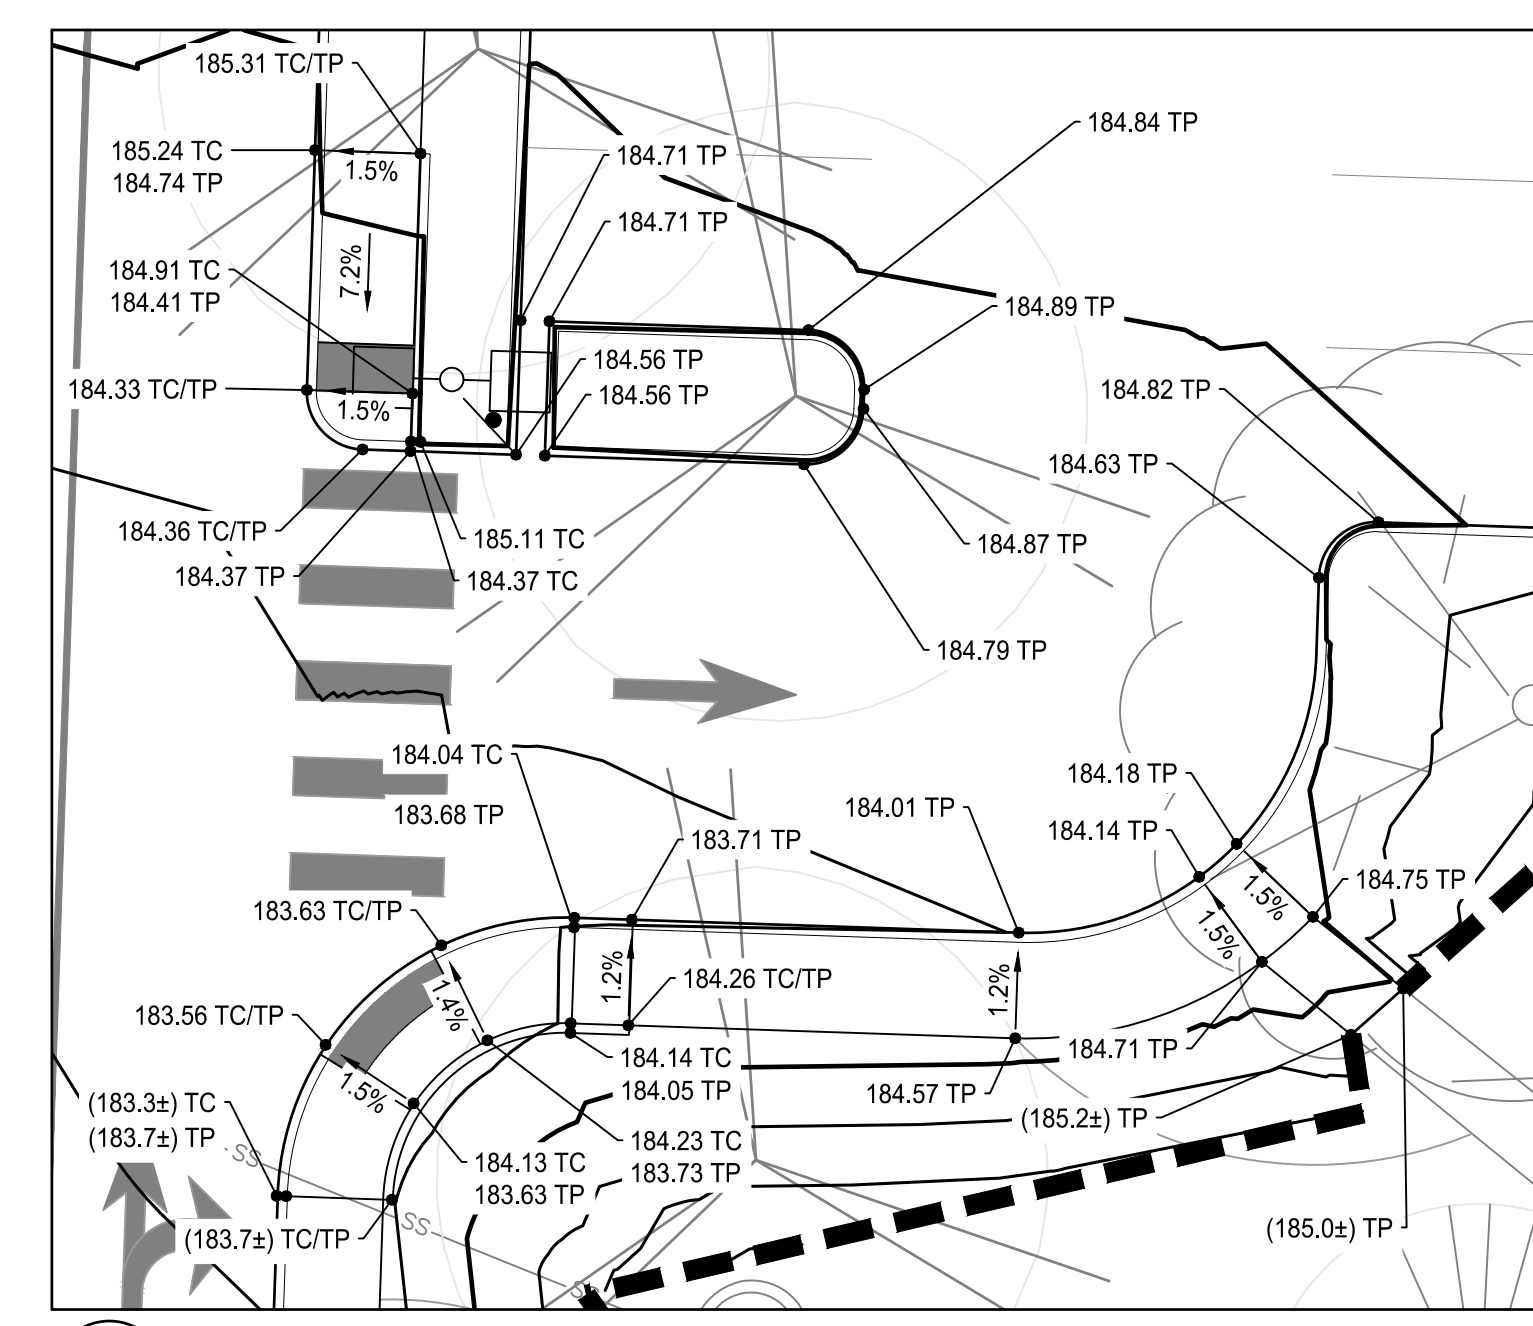 185.31 TC/TP
184.84 TP
185.24 TC
184.74 TP
1.5%
184.71 TP
184.71 TP
7.2%
184.91 TC
184.41 TP
184.89 TP
184.56 TP
184.56 TP
184.33 TC/TP
1.5%
184.82 TP
184.63 TP
184.36 TC/TP
184.37 TP
185.11 TC
184.37 TC
184.87 TP
184.79 TP
184.04 TC
183.68 TP
184.18 TP
184.01 TP
184.14 TP
183.71 TP
1.5%
184.75 TP
183.63 TC/TP
1.5%
1.2%
184.26 TC/TP
1.2%
1.4%
183.56 TC/TP
184.14 TC
184.05 TP
184.71 TP
1.5%
184.57 TP
(183.3±) TC
(183.7±) TP
(185.2±) TP
184.23 TC
183.73 TP
SS
184.13 TC
183.63 TP
SS
(183.7±) TC/TP
(185.0±) TP